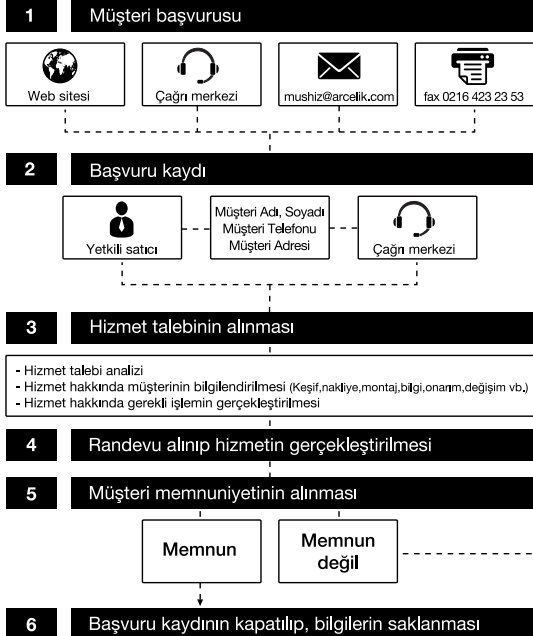 1 Müşteri başvurusu
Web sitesi
Çağrı merkezi
mushiz@arcelik.com
fax 0216 423 23 53
2 Başvuru kaydı
Yetkili satıcı
Müşteri Adı, Soyadı
Müşteri Telefonu
Müşteri Adresi
Çağrı merkezi
3 Hizmet talebinin alınması
- Hizmet talebi analizi
- Hizmet hakkında müşterinin bilgilendirilmesi (Keşif,nakliye,montaj,bilgi,onarım,değişim vb.)
- Hizmet hakkında gerekli işlemin gerçekleştirilmesi
4 Randevu alınıp hizmetin gerçekleştirilmesi
5 Müşteri memnuniyetinin alınması
Memnun
Memnun
değil
6 Başvuru kaydının kapatılıp, bilgilerin saklanması